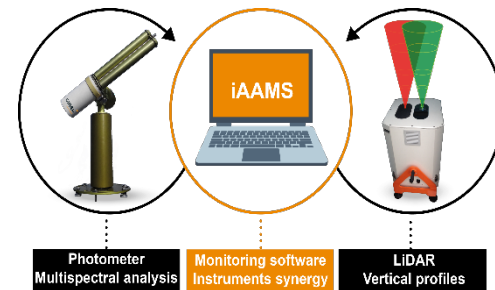 iAAMS
Photometer
Multispectral analysis
Monitoring software
Instruments synergy
LiDAR
Vertical profiles